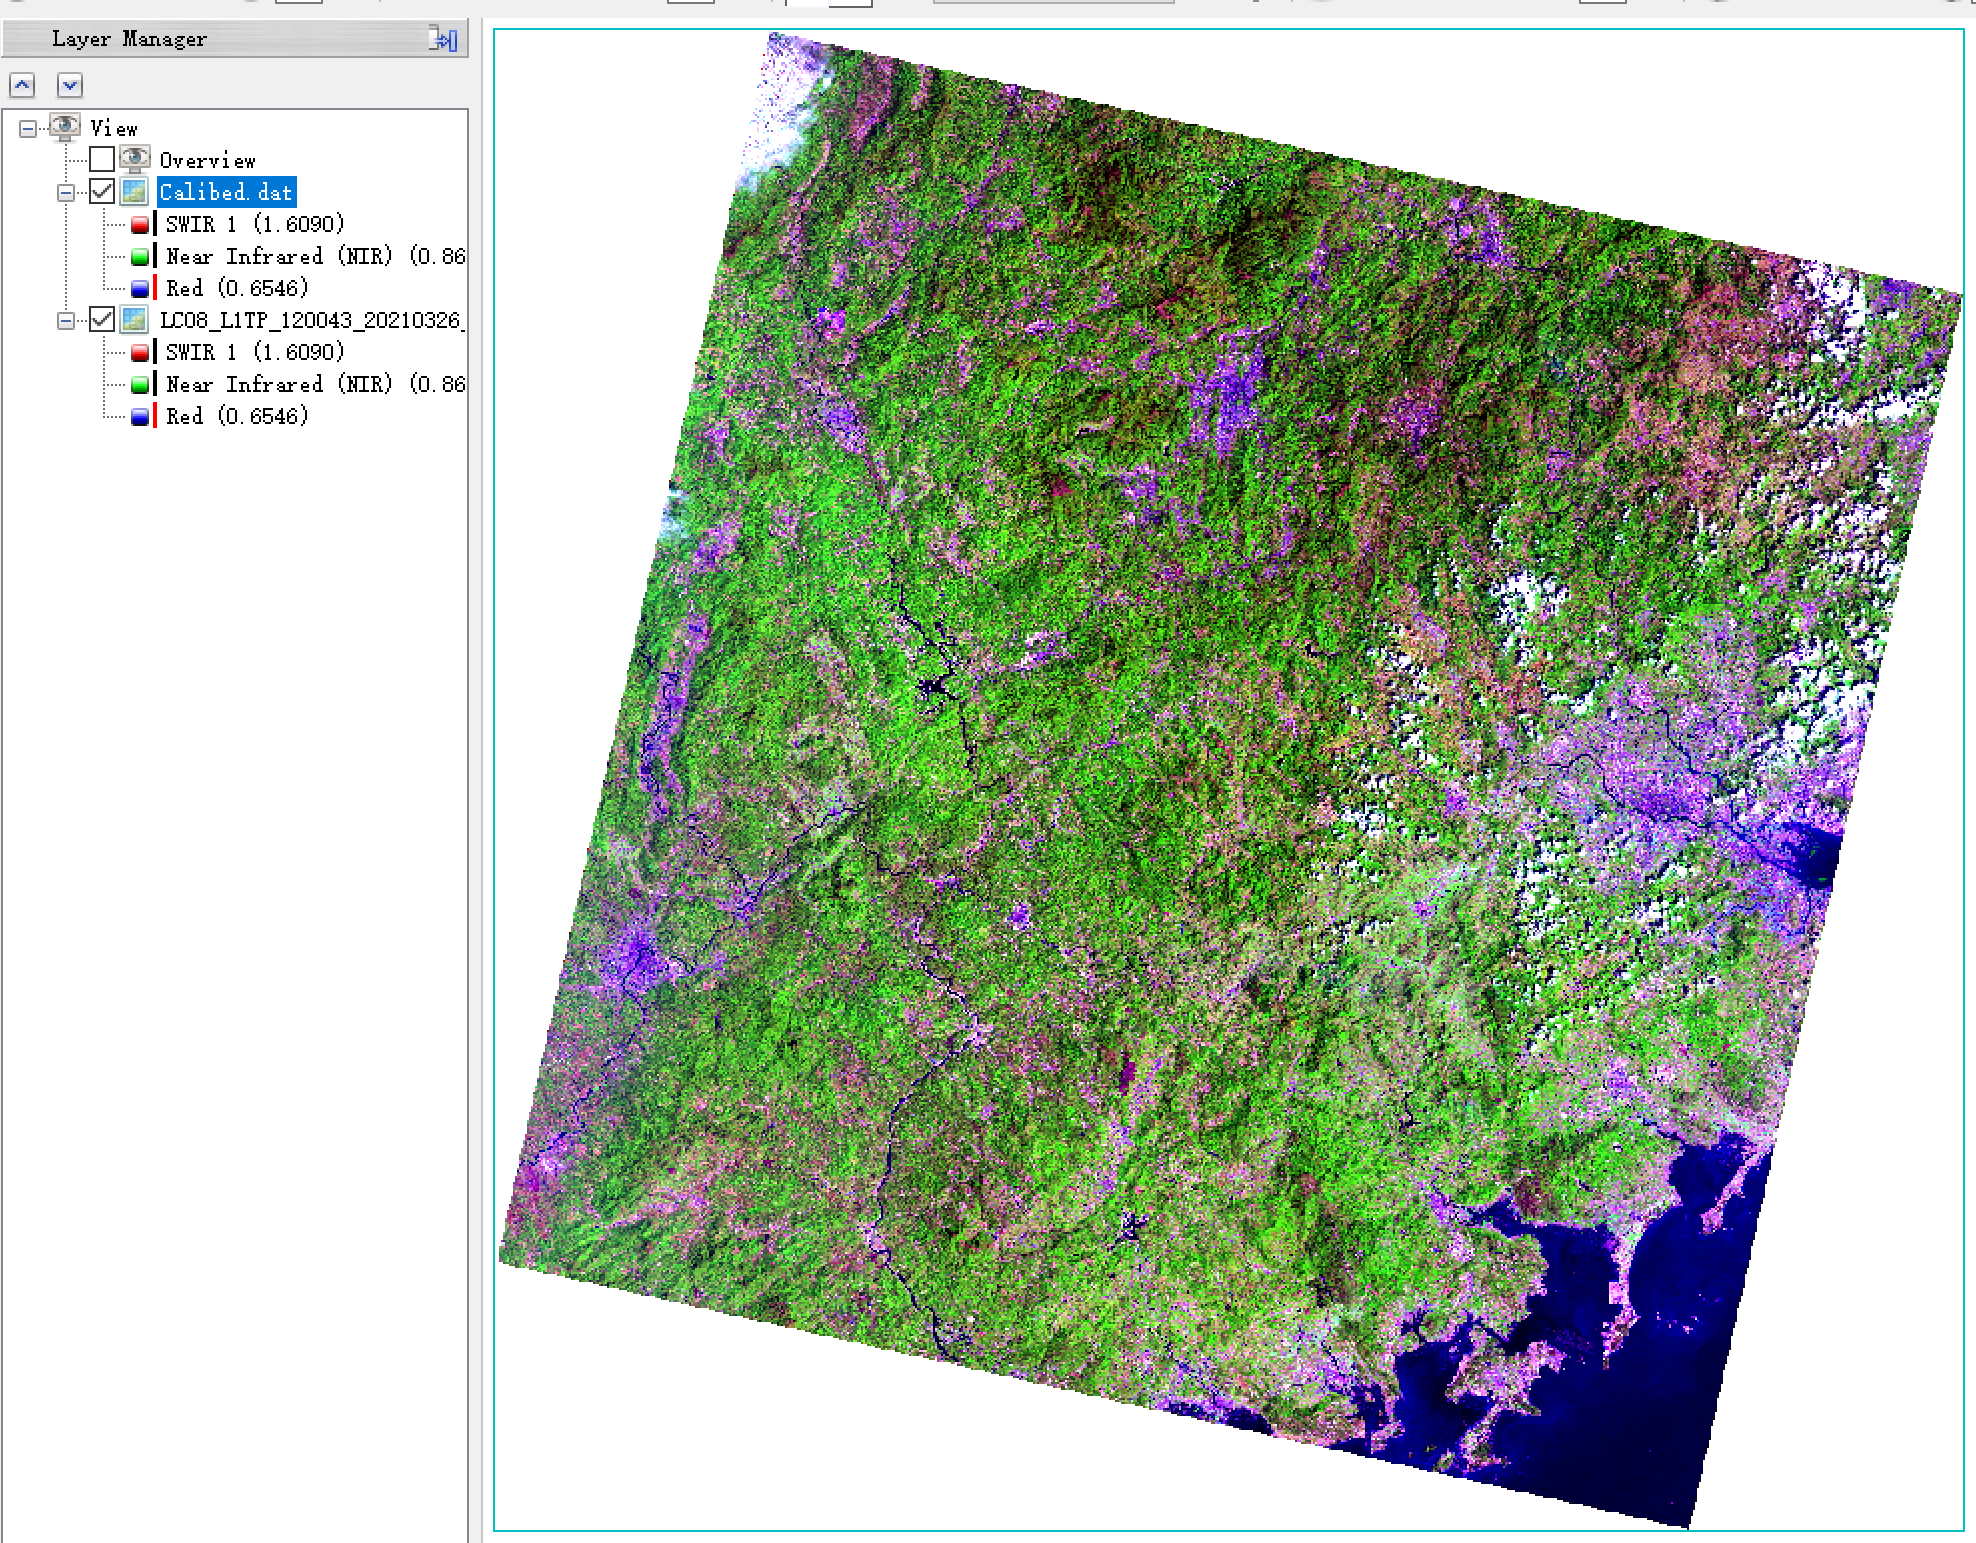 Layer Manager
View
Overview
Calibed.dat
SWIR 1 (1.6090)
Near Infrared (NIR) (0.86
Red (0.6546)
LC08_L1TP_120043_20210326_
SWIR 1 (1.6090)
Near Infrared (NIR) (0.86
Red (0.6546)